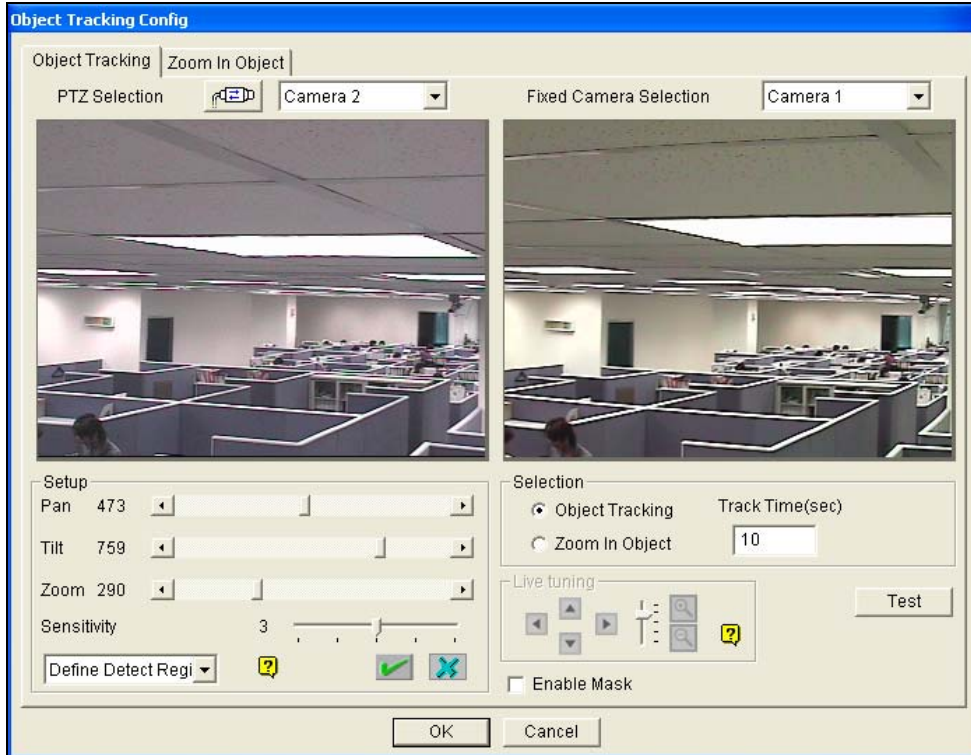 Object Tracking Config
Object Tracking
Zoom In Object
PTZ Selection
Camera 2
Fixed Camera Selection
Camera 1
Setup
Pan 473
Tilt 759
Zoom 290
Sensitivity 3
Define Detect Regi
?
Selection
Object Tracking
Zoom In Object
Track Time(sec)
10
Live tuning
?
Test
Enable Mask
OK
Cancel